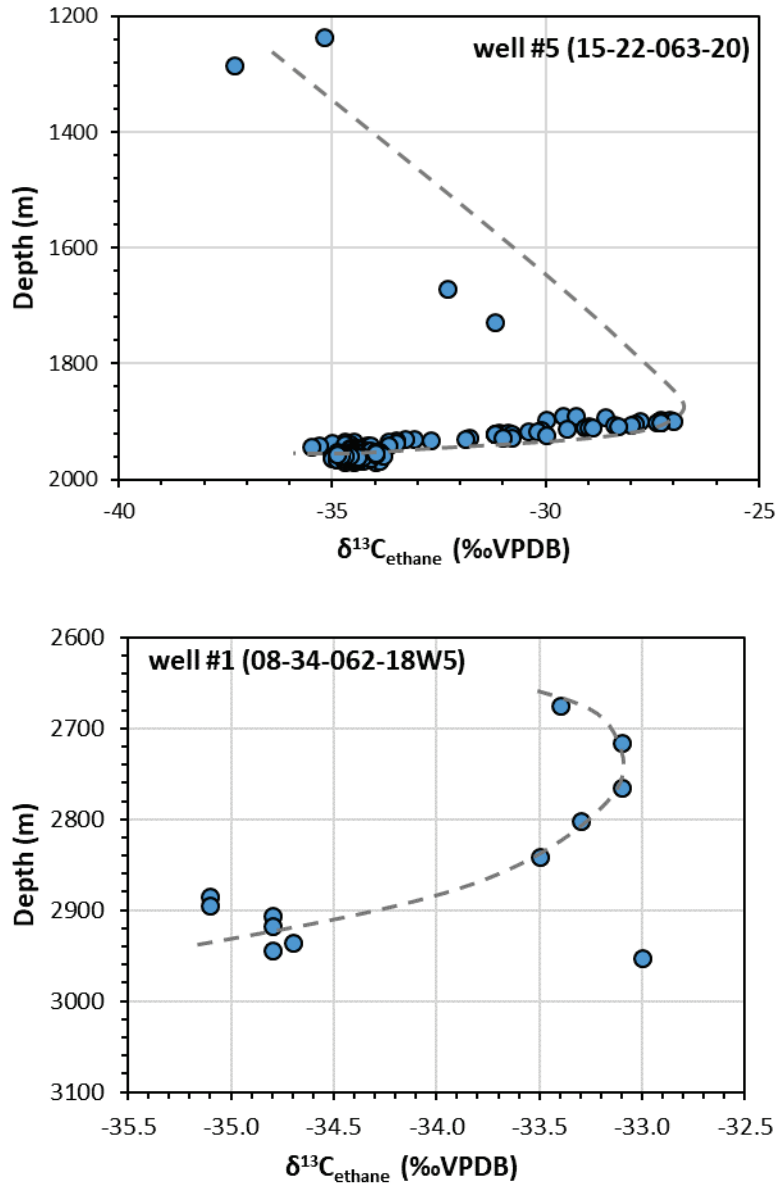 1200
well #5 (15-22-063-20)
1400
1600
1800
2000
Depth (m)
-40 -35 -30 -25
δ¹³Cethane (‰VPDB)
2600
well #1 (08-34-062-18W5)
2700
2800
2900
3000
3100
Depth (m)
-35.5 -35.0 -34.5 -34.0 -33.5 -33.0 -32.5
δ¹³Cethane (‰VPDB)